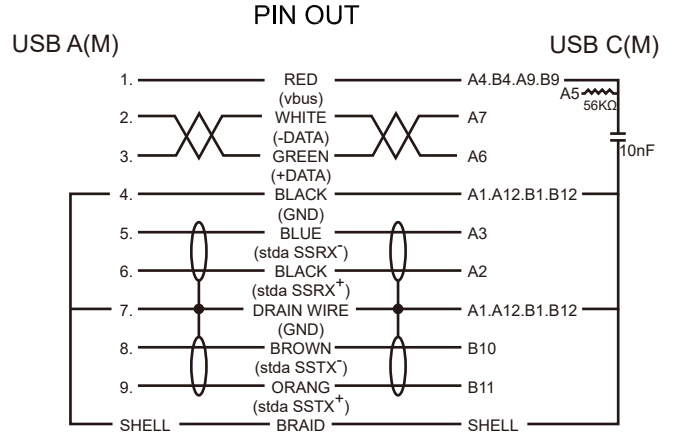 PIN OUT
USB A(M) USB C(M)
1. RED A4.B4.A9.B9
(vbus) A5 56KΩ
2. WHITE A7
(-DATA) 10nF
3. GREEN A6
(+DATA)
4. BLACK A1.A12.B1.B12
(GND)
5. BLUE A3
(stda SSRX⁻)
6. BLACK A2
(stda SSRX⁺)
7. DRAIN WIRE A1.A12.B1.B12
(GND)
8. BROWN B10
(stda SSTX⁻)
9. ORANG B11
(stda SSTX⁺)
SHELL BRAID SHELL